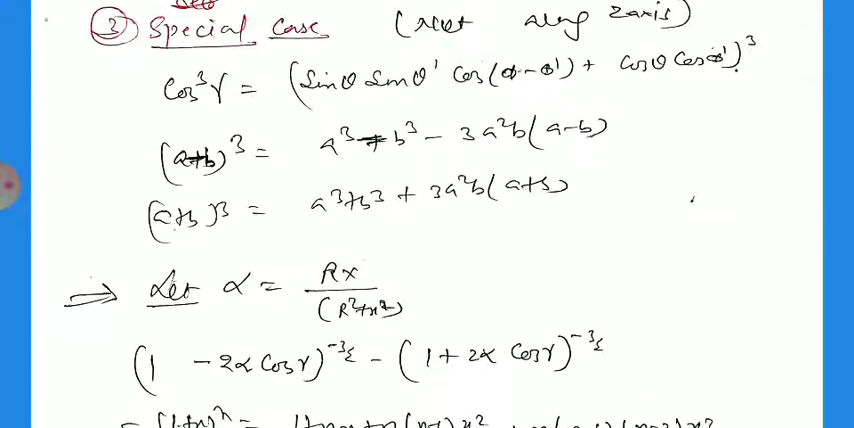 ③ Special Case (not along z axis)
Cos³γ = (Sinθ Sinθ' Cos(φ-φ') + Cosθ Cosθ')³
(a-b)³ = a³ - b³ - 3a²b(a-b)
(a+b)³ = a³+b³ + 3a²b(a+b)
⇒ Let α = Rx / (R²+x²)
(1 - 2α Cosγ)^-3/2 - (1 + 2α Cosγ)^-3/2